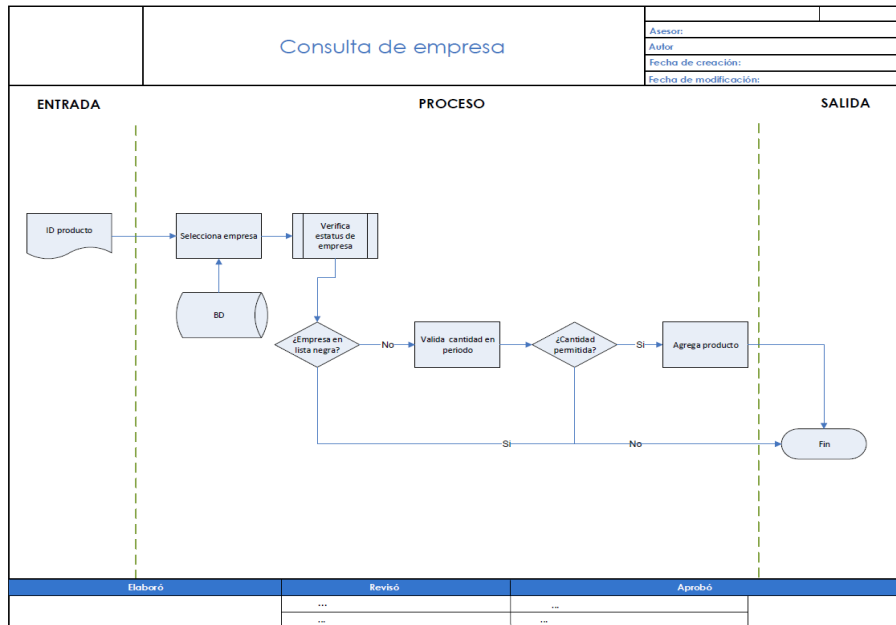 Consulta de empresa
Asesor:
Autor
Fecha de creación:
Fecha de modificación:
ENTRADA
PROCESO
SALIDA
ID producto
Selecciona empresa
Verifica
estatus de
empresa
BD
¿Empresa en
lista negra?
No
Valida cantidad en
periodo
¿Cantidad
permitida?
Si
Agrega producto
Si
No
Fin
Elaboró
Revisó
Aprobó
...
...
...
...